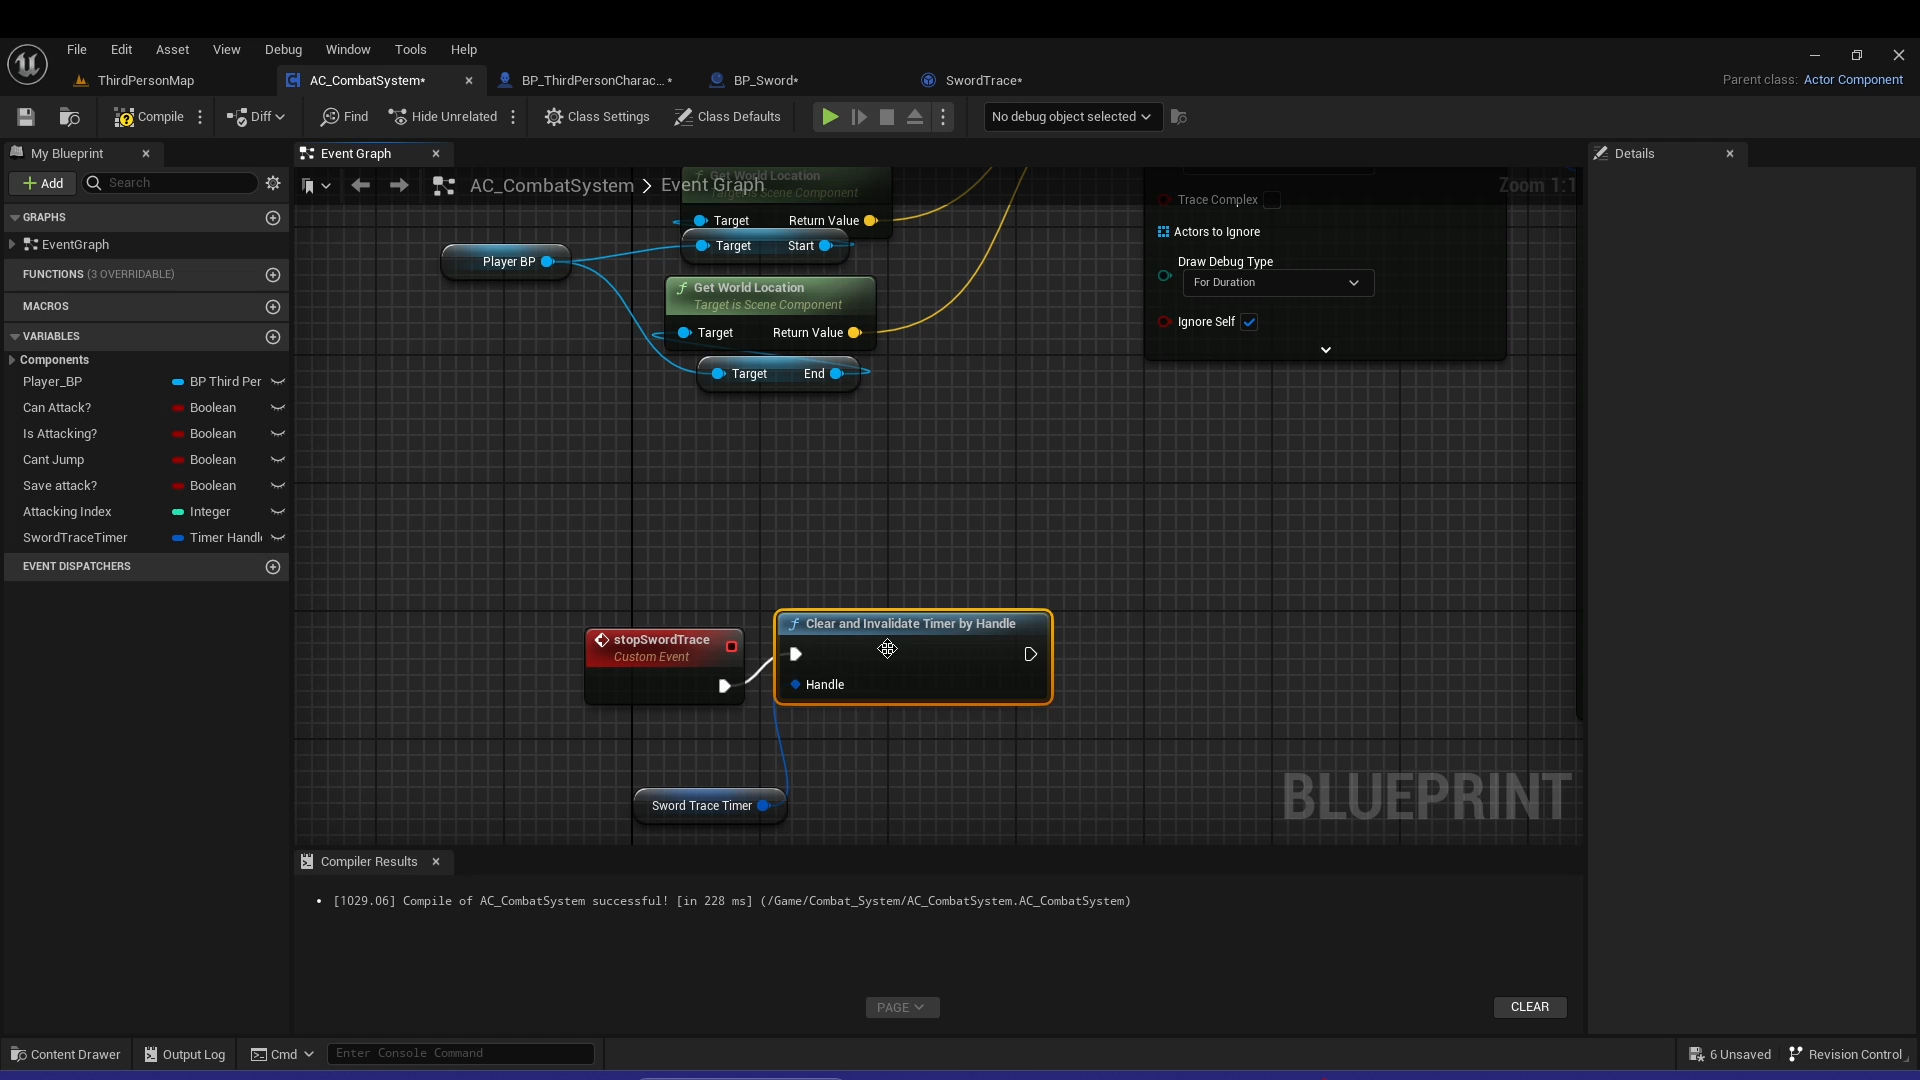 File Edit Asset View Debug Window Tools Help
ThirdPersonMap
AC_CombatSystem*
BP_ThirdPersonCharac... *
BP_Sword*
SwordTrace*
Parent class: Actor Component
Compile
Diff
Find
Hide Unrelated
Class Settings
Class Defaults
No debug object selected
My Blueprint
Event Graph
Details
Add
Search
AC_CombatSystem > Event Graph
Zoom 1:1
GRAPHS
EventGraph
FUNCTIONS (3 OVERRIDABLE)
MACROS
VARIABLES
Components
Player_BP BP Third Per
Can Attack? Boolean
Is Attacking? Boolean
Cant Jump Boolean
Save attack? Boolean
Attacking Index Integer
SwordTraceTimer Timer Handl
EVENT DISPATCHERS
Get World Location
Target is Scene Component
Target Return Value
Target Start
Player BP
Get World Location
Target is Scene Component
Target Return Value
Target End
Trace Complex
Actors to Ignore
Draw Debug Type
For Duration
Ignore Self
stopSwordTrace
Custom Event
Clear and Invalidate Timer by Handle
Handle
Sword Trace Timer
BLUEPRINT
Compiler Results
• [1029.06] Compile of AC_CombatSystem successful! [in 228 ms] (/Game/Combat_System/AC_CombatSystem.AC_CombatSystem)
PAGE
CLEAR
Content Drawer
Output Log
Cmd
Enter Console Command
6 Unsaved
Revision Control